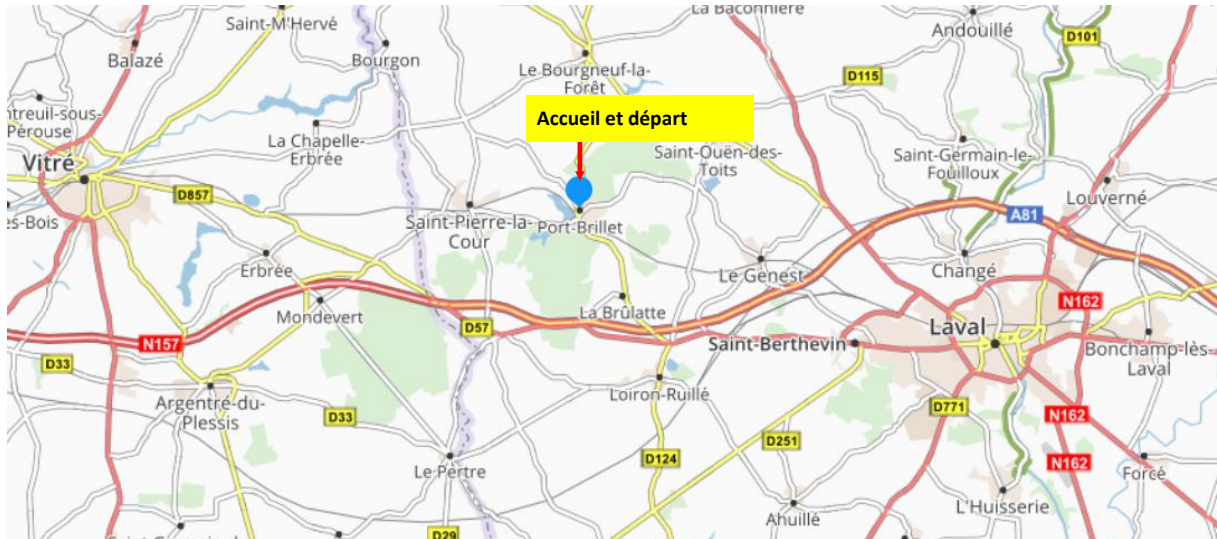 La Baconnière
Saint-M'Hervé
Andouillé
D101
Balazé
Bourgon
Le Bourgneuf-la-
Forêt
D115
ntreuil-sous-
Pérouse
Accueil et départ
La Chapelle-
Erbrée
Saint-Ouën-des-
Toits
Saint-Germain-le-
Fouilloux
Vitré
D857
Louverné
es-Bois
Saint-Pierre-la-
Cour
Port-Brillet
A81
Erbrée
Le Genest
Changé
Mondevert
La Brûlatte
N162
D57
Laval
N157
Saint-Berthevin
Bonchamp-lès-
Laval
D33
Argentré-du-
Plessis
Loiron-Ruillé
D33
D771
N162
D251
Le Pertre
D124
N162
Forcé
L'Huisserie
Ahuillé
D29